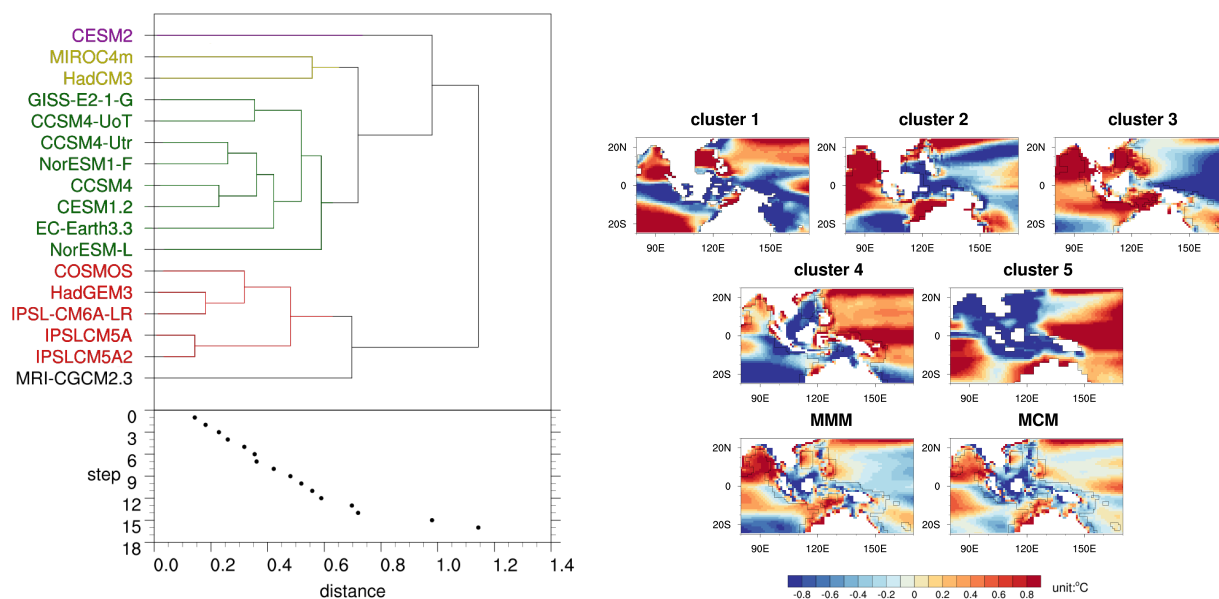 CESM2
MIROC4m
HadCM3
GISS-E2-1-G
CCSM4-UoT
CCSM4-Utr
NorESM1-F
CCSM4
CESM1.2
EC-Earth3.3
NorESM-L
COSMOS
HadGEM3
IPSL-CM6A-LR
IPSLCM5A
IPSLCM5A2
MRI-CGCM2.3
0
3
6
step
9
12
15
18
0.0 0.2 0.4 0.6 0.8 1.0 1.2 1.4
distance
cluster 1 cluster 2 cluster 3
20N 20N 20N
0 0 0
20S 20S 20S
90E 120E 150E 90E 120E 150E 90E 120E 150E
cluster 4 cluster 5
20N 20N
0 0
20S 20S
90E 120E 150E 90E 120E 150E
MMM MCM
20N 20N
0 0
20S 20S
90E 120E 150E 90E 120E 150E
-0.8 -0.6 -0.4 -0.2 0 0.2 0.4 0.6 0.8 unit:°C